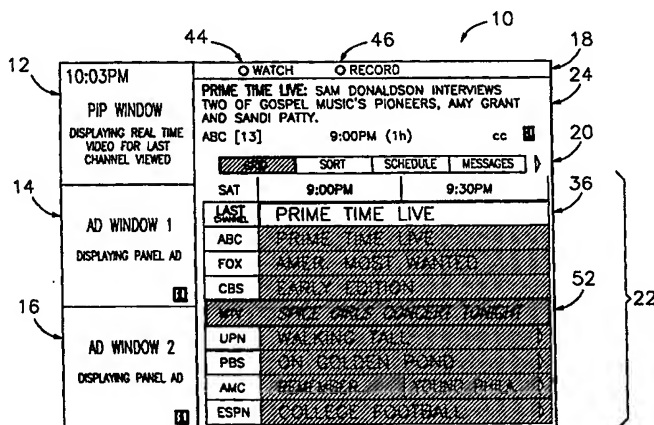 44
46
10
12
18
10:03PM
WATCH RECORD
24
PIP WINDOW
DISPLAYING REAL TIME
VIDEO FOR LAST
CHANNEL VIEWED
PRIME TIME LIVE: SAM DONALDSON INTERVIEWS
TWO OF GOSPEL MUSIC'S PIONEERS, AMY GRANT
AND SANDI PATTY.
ABC [13] 9:00PM (1h) cc
20
GRID SORT SCHEDULE MESSAGES
14
SAT 9:00PM 9:30PM
36
AD WINDOW 1
DISPLAYING PANEL AD
LAST CHANNEL PRIME TIME LIVE
ABC PRIME TIME LIVE
FOX AMER. MOST WANTED
CBS EARLY EDITION
52
22
MTV SPICE GIRLS CONCERT TONIGHT
16
AD WINDOW 2
DISPLAYING PANEL AD
UPN WALKING TALL
PBS ON GOLDEN POND
AMC REMEMBER... YOUNG PHILA...
ESPN COLLEGE FOOTBALL